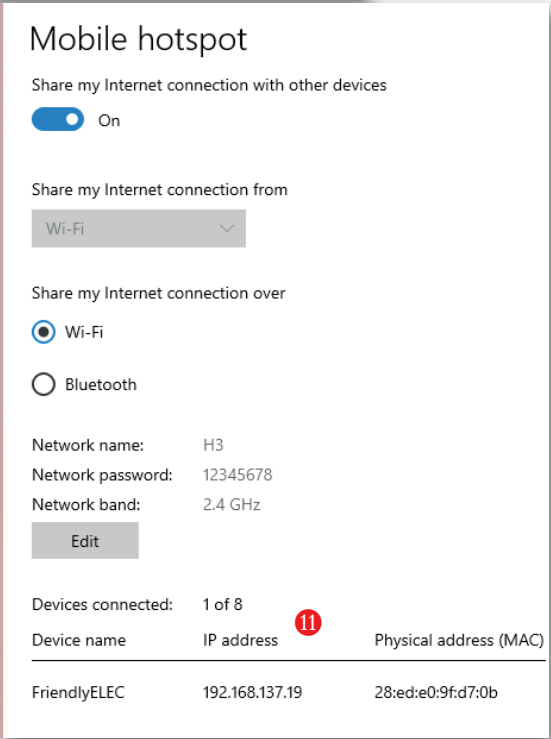 Mobile hotspot
Share my Internet connection with other devices
On
Share my Internet connection from
Wi-Fi
Share my Internet connection over
Wi-Fi
Bluetooth
Network name: H3
Network password: 12345678
Network band: 2.4 GHz
Edit
Devices connected: 1 of 8
11
Device name IP address Physical address (MAC)
FriendlyELEC 192.168.137.19 28:ed:e0:9f:d7:0b